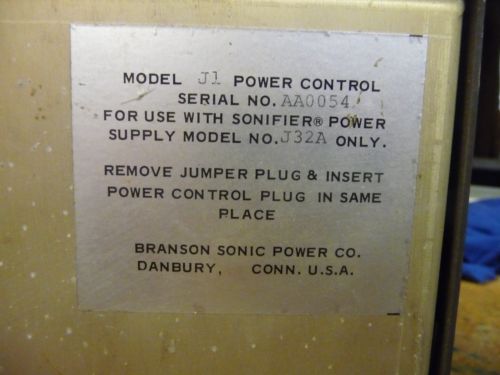 MODEL J1 POWER CONTROL
SERIAL NO. AA0054
FOR USE WITH SONIFIER® POWER
SUPPLY MODEL NO. J32A ONLY.
REMOVE JUMPER PLUG & INSERT
POWER CONTROL PLUG IN SAME
PLACE
BRANSON SONIC POWER CO.
DANBURY, CONN. U.S.A.